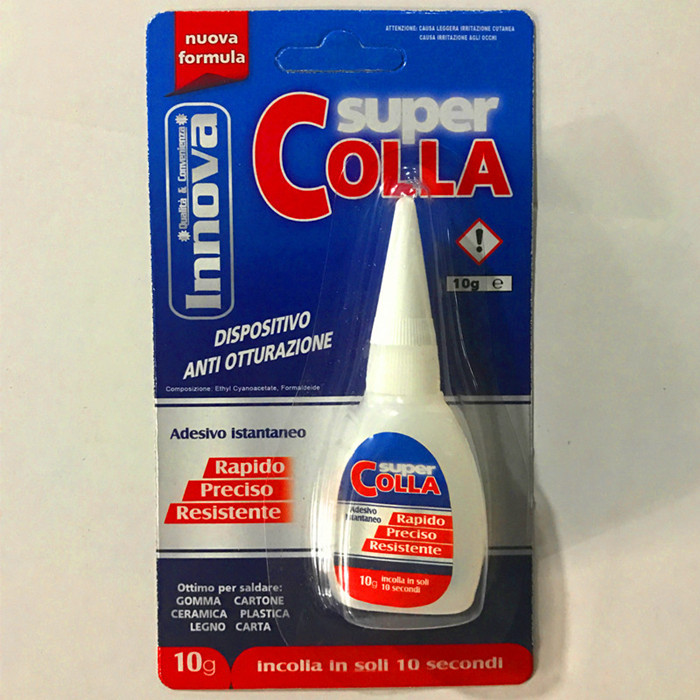 nuova
formula
ATTENZIONE: CAUSA LEGGERA IRRITAZIONE CUTANEA
CAUSA IRRITAZIONE AGLI OCCHI
Innova
Qualità & Convenienza
super
COLLA
10g e
DISPOSITIVO
ANTI OTTURAZIONE
Composizione: Ethyl Cyanoacetate, Formaldeide
Adesivo istantaneo
Rapido
Preciso
Resistente
Ottimo per saldare:
GOMMA CARTONE
CERAMICA PLASTICA
LEGNO CARTA
super
COLLA
Adesivo
istantaneo
Rapido
Preciso
Resistente
10g incolla in soli
10 secondi
10g incolla in soli 10 secondi